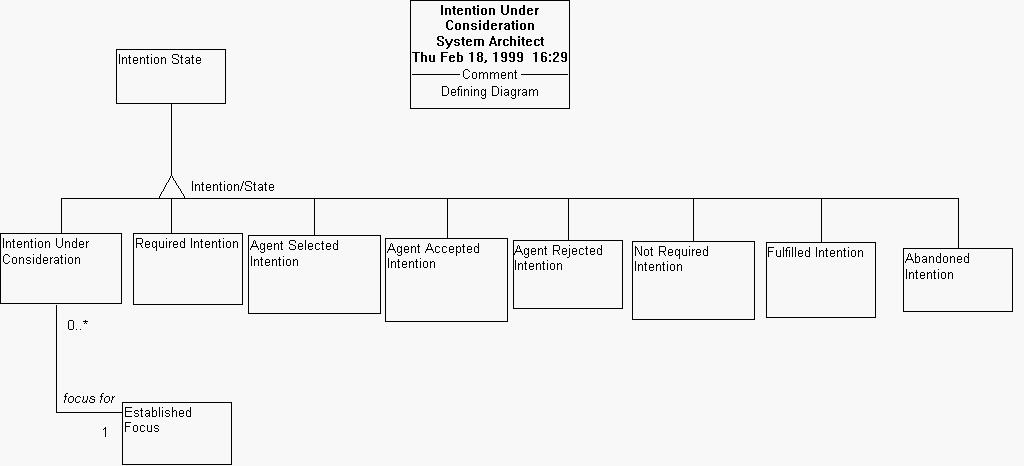 Intention Under
Consideration
System Architect
Thu Feb 18, 1999  16:29
Comment
Defining Diagram
Intention State
Intention/State
Intention Under
Consideration
Required Intention
Agent Selected
Intention
Agent Accepted
Intention
Agent Rejected
Intention
Not Required
Intention
Fulfilled Intention
Abandoned
Intention
0..*
focus for
1
Established
Focus